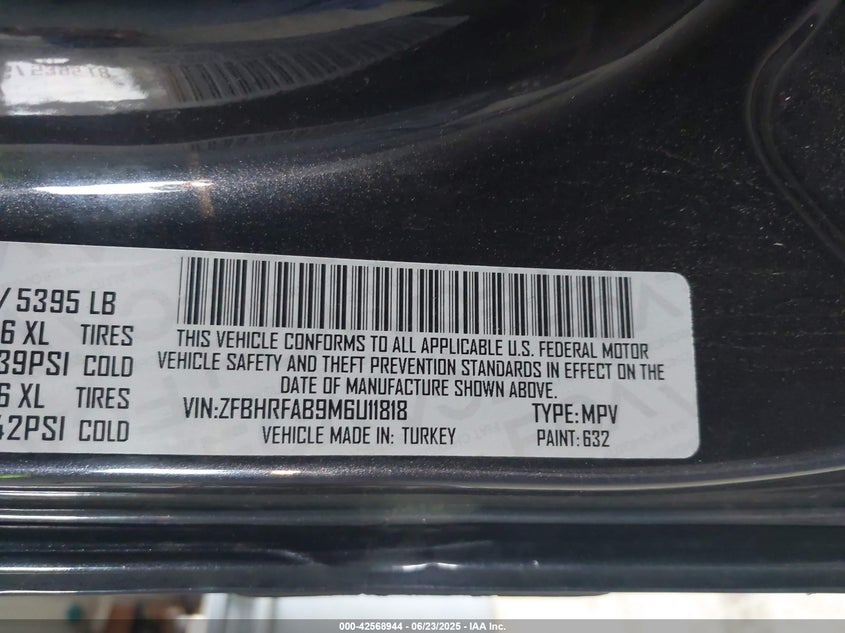 / 5395 LB
6 XL TIRES
39PSI COLD
6 XL TIRES
42PSI COLD
THIS VEHICLE CONFORMS TO ALL APPLICABLE U.S. FEDERAL MOTOR
VEHICLE SAFETY AND THEFT PREVENTION STANDARDS IN EFFECT ON THE
DATE OF MANUFACTURE SHOWN ABOVE.
VIN:ZFBHRFAB9M6U11818 TYPE:MPV
VEHICLE MADE IN: TURKEY PAINT:632
000-42568944 / 06/23/2025 - IAA Inc.